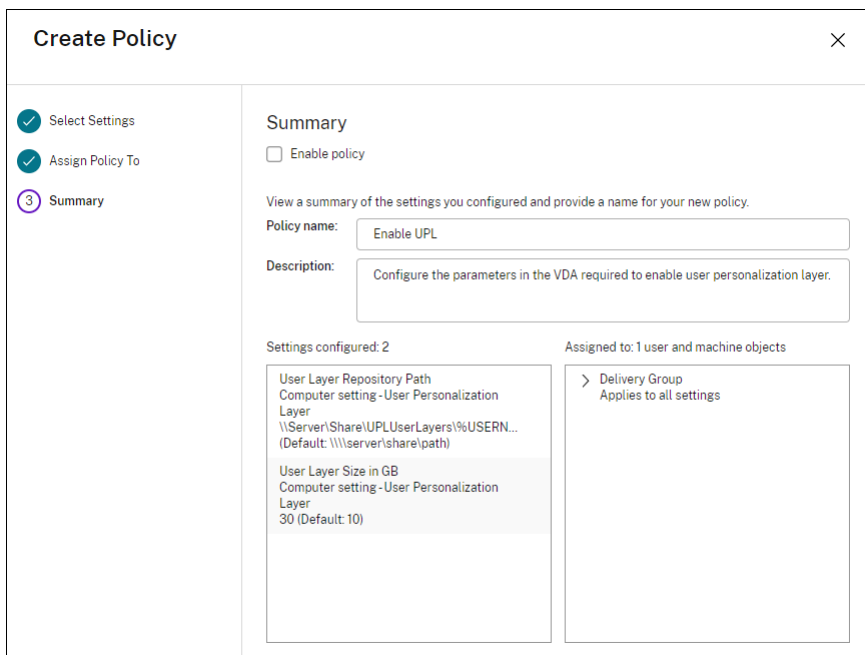 Create Policy
Select Settings
Assign Policy To
3 Summary
Summary
Enable policy
View a summary of the settings you configured and provide a name for your new policy.
Policy name:
Enable UPL
Description:
Configure the parameters in the VDA required to enable user personalization layer.
Settings configured: 2
User Layer Repository Path
Computer setting - User Personalization
Layer
\\Server\Share\UPLUserLayers\%USERN...
(Default: \\\\server\share\path)
User Layer Size in GB
Computer setting - User Personalization
Layer
30 (Default: 10)
Assigned to: 1 user and machine objects
Delivery Group
Applies to all settings